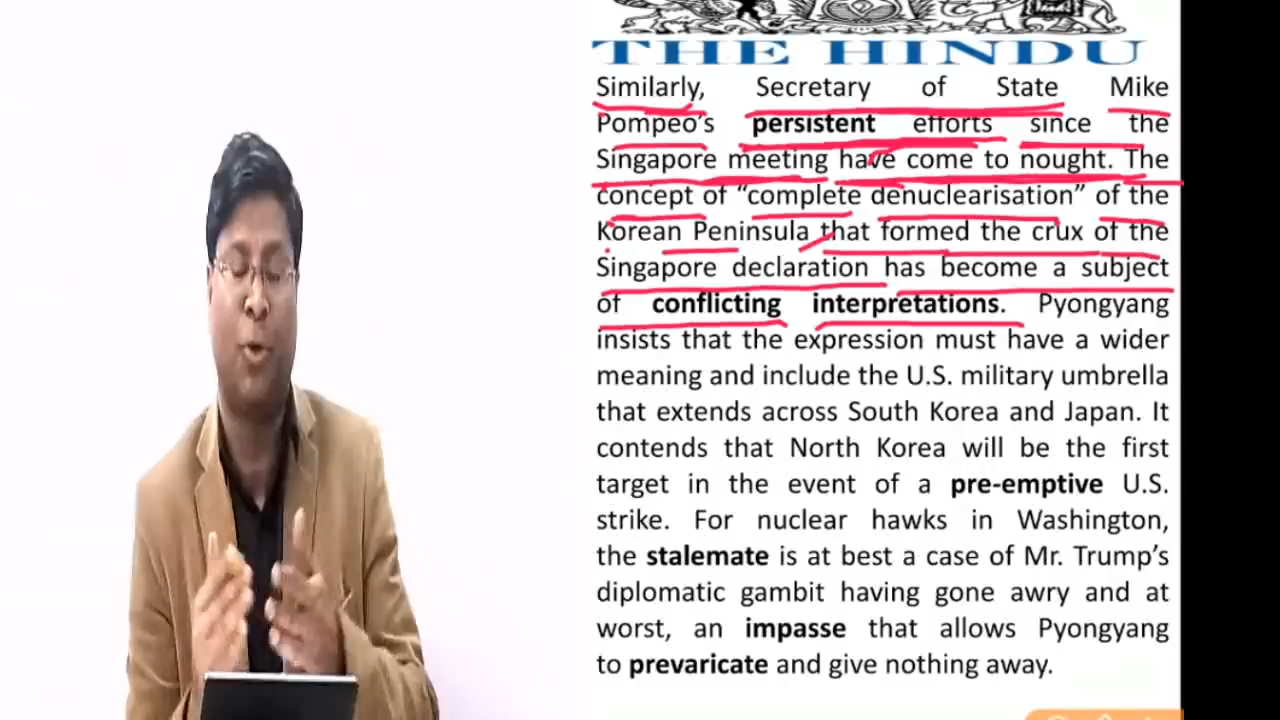 THE HINDU
Similarly, Secretary of State Mike
Pompeo's persistent efforts since the
Singapore meeting have come to nought. The
concept of "complete denuclearisation" of the
Korean Peninsula that formed the crux of the
Singapore declaration has become a subject
of conflicting interpretations. Pyongyang
insists that the expression must have a wider
meaning and include the U.S. military umbrella
that extends across South Korea and Japan. It
contends that North Korea will be the first
target in the event of a pre-emptive U.S.
strike. For nuclear hawks in Washington,
the stalemate is at best a case of Mr. Trump's
diplomatic gambit having gone awry and at
worst, an impasse that allows Pyongyang
to prevaricate and give nothing away.